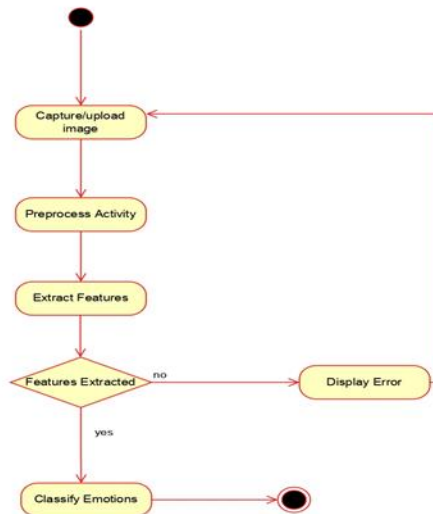 Capture/upload
image
Preprocess Activity
Extract Features
Features Extracted
no
Display Error
yes
Classify Emotions